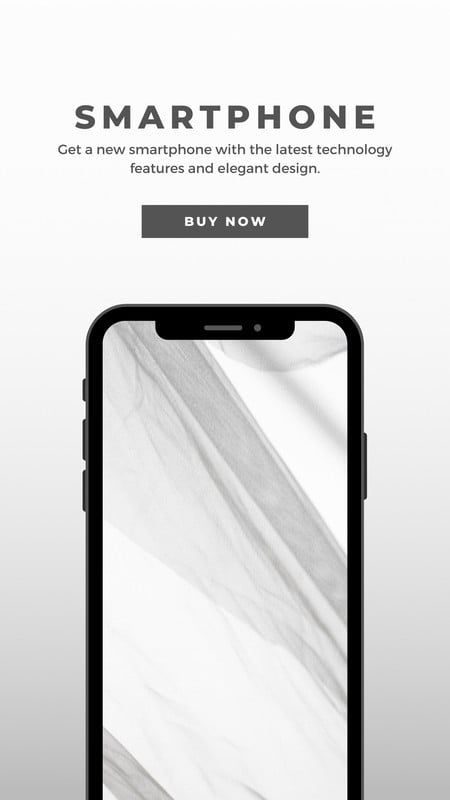 SMARTPHONE
Get a new smartphone with the latest technology
features and elegant design.
BUY NOW